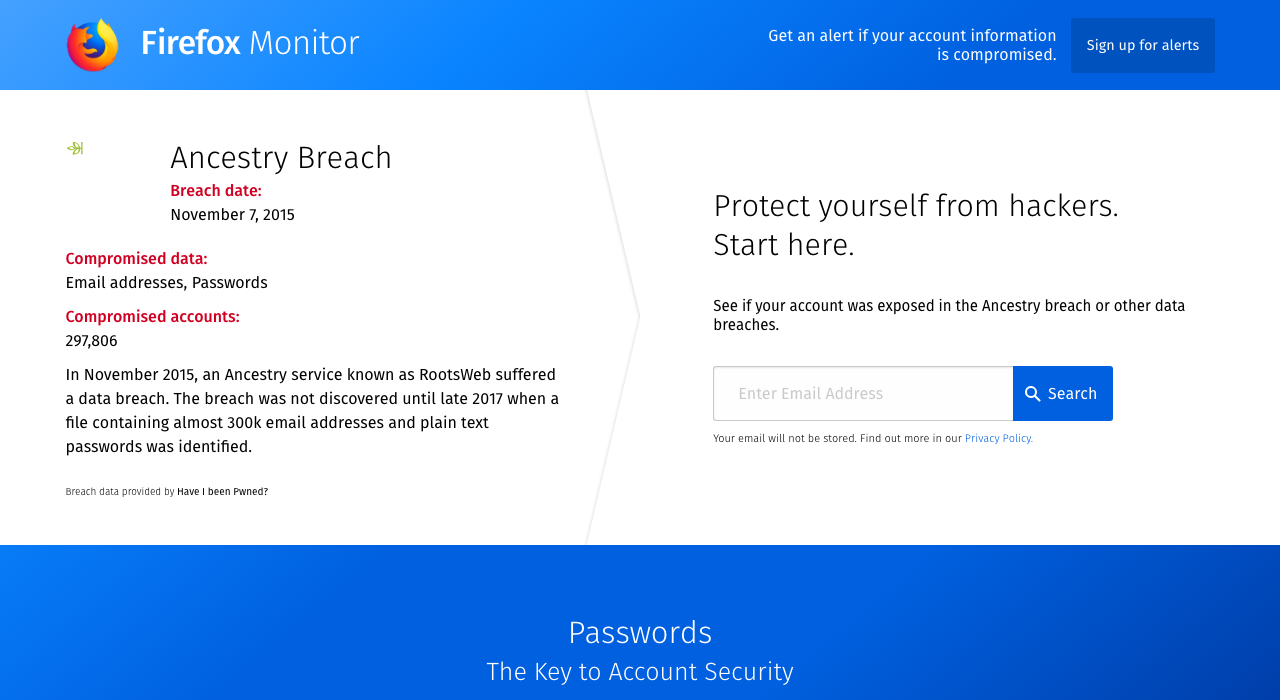 Firefox Monitor
Get an alert if your account information
is compromised.
Sign up for alerts
Ancestry Breach
Breach date:
November 7, 2015
Compromised data:
Email addresses, Passwords
Compromised accounts:
297,806
In November 2015, an Ancestry service known as RootsWeb suffered
a data breach. The breach was not discovered until late 2017 when a
file containing almost 300k email addresses and plain text
passwords was identified.
Breach data provided by Have I been Pwned?
Protect yourself from hackers.
Start here.
See if your account was exposed in the Ancestry breach or other data
breaches.
Enter Email Address
Search
Your email will not be stored. Find out more in our Privacy Policy.
Passwords
The Key to Account Security